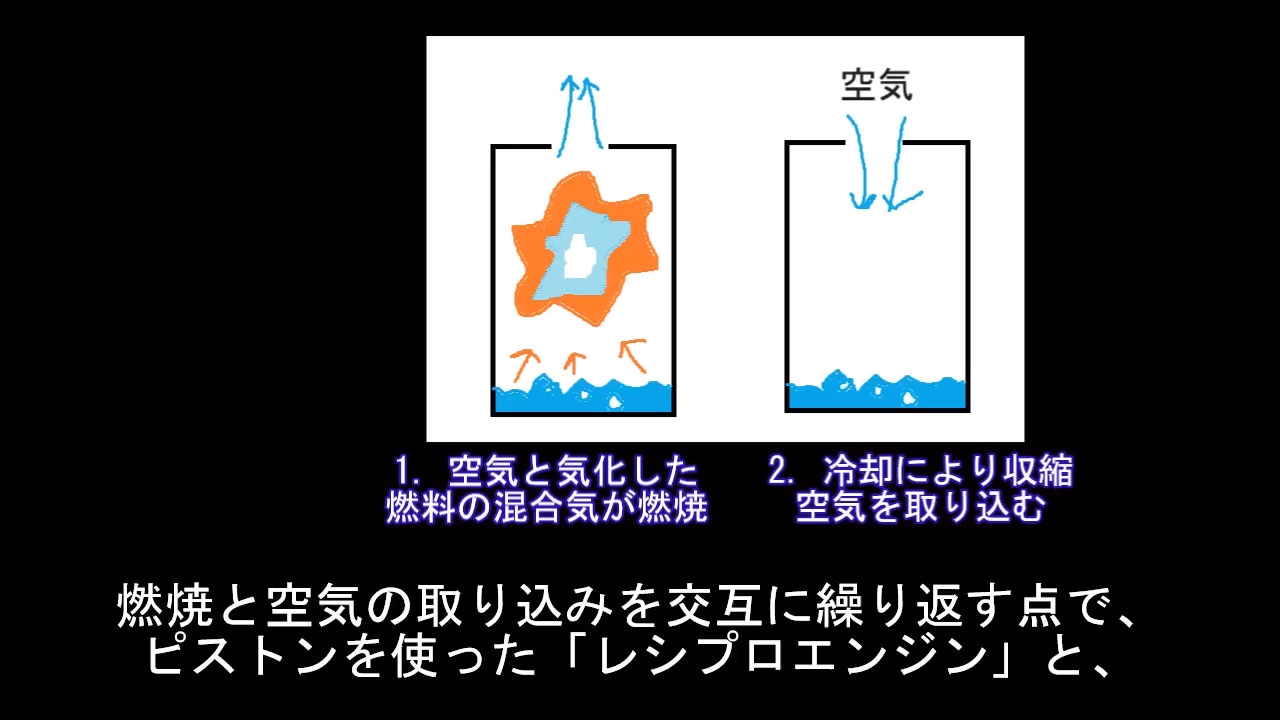 空気
1. 空気と気化した
燃料の混合気が燃焼
2. 冷却により収縮
空気を取り込む
燃焼と空気の取り込みを交互に繰り返す点で、
ピストンを使った「レシプロエンジン」と、